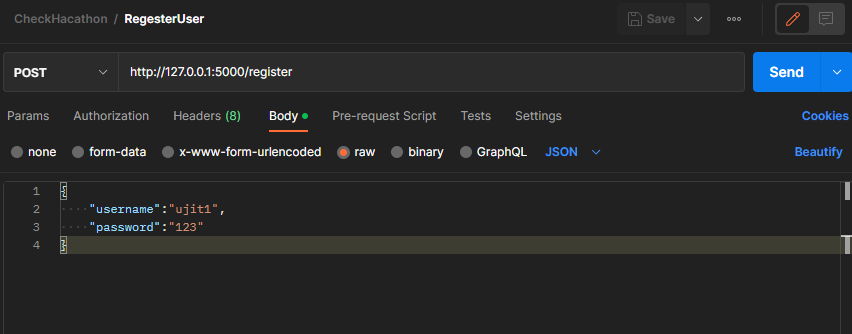 CheckHacathon / RegesterUser Save
POST http://127.0.0.1:5000/register Send
Params Authorization Headers (8) Body Pre-request Script Tests Settings Cookies
none form-data x-www-form-urlencoded raw binary GraphQL JSON Beautify
1 {
2 "username":"ujit1",
3 "password":"123"
4 }